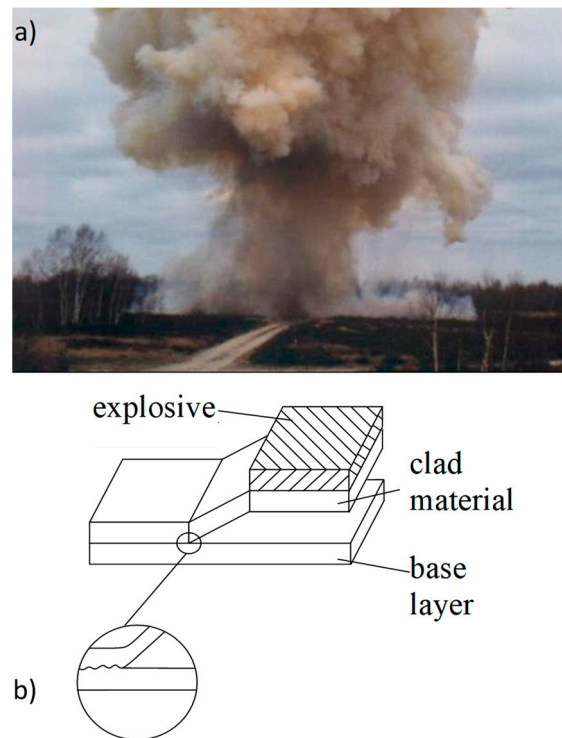 a)
explosive
clad
material
base
layer
b)